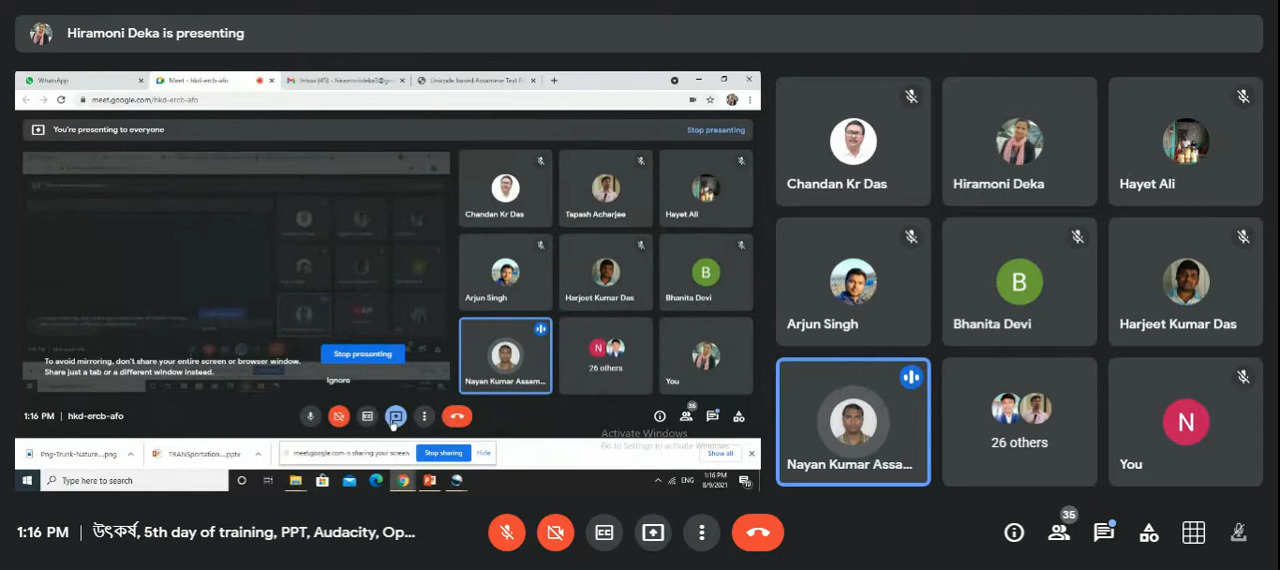 Hiramoni Deka is presenting
WhatsApp
Meet - hkd-ercb-afo
Unicode based Assamese Text E
meet.google.com/hkd-ercb-afo
You're presenting to everyone
Stop presenting
Chandan Kr Das
Tapash Acharjee
Hayet Ali
Arjun Singh
Harjeet Kumar Das
Bhanita Devi
B
To avoid mirroring, don't share your entire screen or browser window.
Share just a tab or a different window instead.
Stop presenting
Ignore
Nayan Kumar Assam...
N
26 others
You
1:16 PM | hkd-ercb-afo
35
Activate Windows
Go to Settings to activate Windows.
Png-Trunk-Nature....png
TRANSportation....pptx
meet.google.com is sharing your screen.
Stop sharing
Hide
Show all
Type here to search
ENG
1:16 PM
8/9/2021
Chandan Kr Das
Hiramoni Deka
Hayet Ali
B
Arjun Singh
Bhanita Devi
Harjeet Kumar Das
N
Nayan Kumar Assa...
26 others
You
1:16 PM | উৎকৰ্ষ, 5th day of training, PPT, Audacity, Op...
35